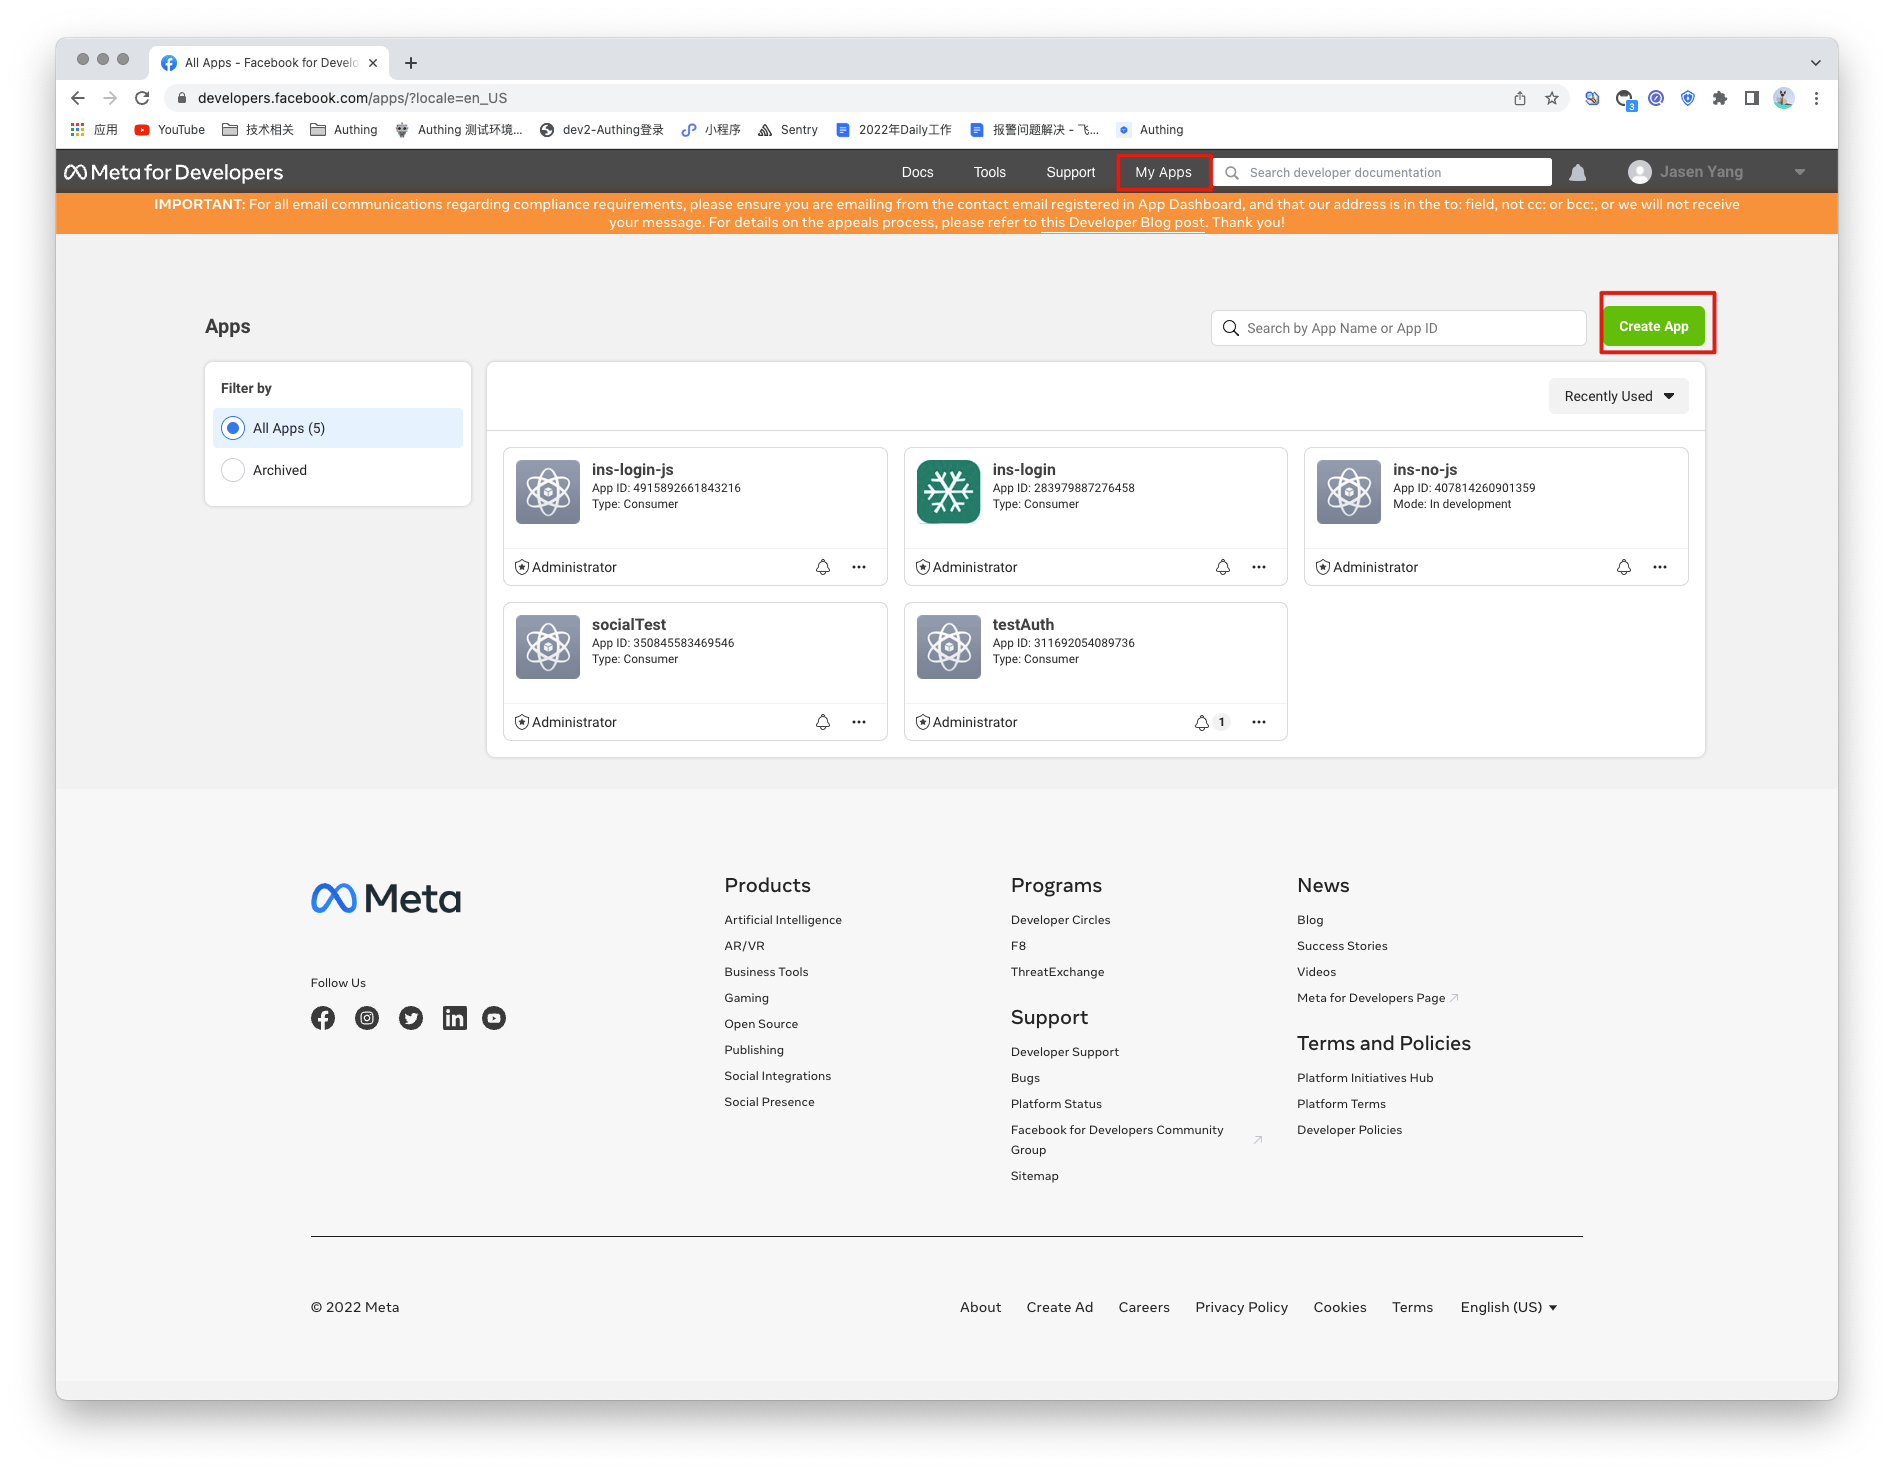 All Apps - Facebook for Develo
developers.facebook.com/apps/?locale=en_US
3
应用
YouTube
技术相关
Authing
Authing 测试环境...
dev2-Authing登录
小程序
Sentry
2022年Daily工作
报警问题解决 - 飞...
Authing
Meta for Developers
Docs
Tools
Support
My Apps
Search developer documentation
Jasen Yang
IMPORTANT: For all email communications regarding compliance requirements, please ensure you are emailing from the contact email registered in App Dashboard, and that our address is in the to: field, not cc: or bcc:, or we will not receive
your message. For details on the appeals process, please refer to this Developer Blog post. Thank you!
Apps
Search by App Name or App ID
Create App
Filter by
All Apps (5)
Archived
Recently Used
ins-login-js
App ID: 4915892661843216
Type: Consumer
Administrator
ins-login
App ID: 283979887276458
Type: Consumer
Administrator
ins-no-js
App ID: 407814260901359
Mode: In development
Administrator
socialTest
App ID: 350845583469546
Type: Consumer
Administrator
testAuth
App ID: 311692054089736
Type: Consumer
Administrator
1
Meta
Follow Us
Products
Artificial Intelligence
AR/VR
Business Tools
Gaming
Open Source
Publishing
Social Integrations
Social Presence
Programs
Developer Circles
F8
ThreatExchange
Support
Developer Support
Bugs
Platform Status
Facebook for Developers Community
Group
Sitemap
News
Blog
Success Stories
Videos
Meta for Developers Page
Terms and Policies
Platform Initiatives Hub
Platform Terms
Developer Policies
© 2022 Meta
About
Create Ad
Careers
Privacy Policy
Cookies
Terms
English (US)